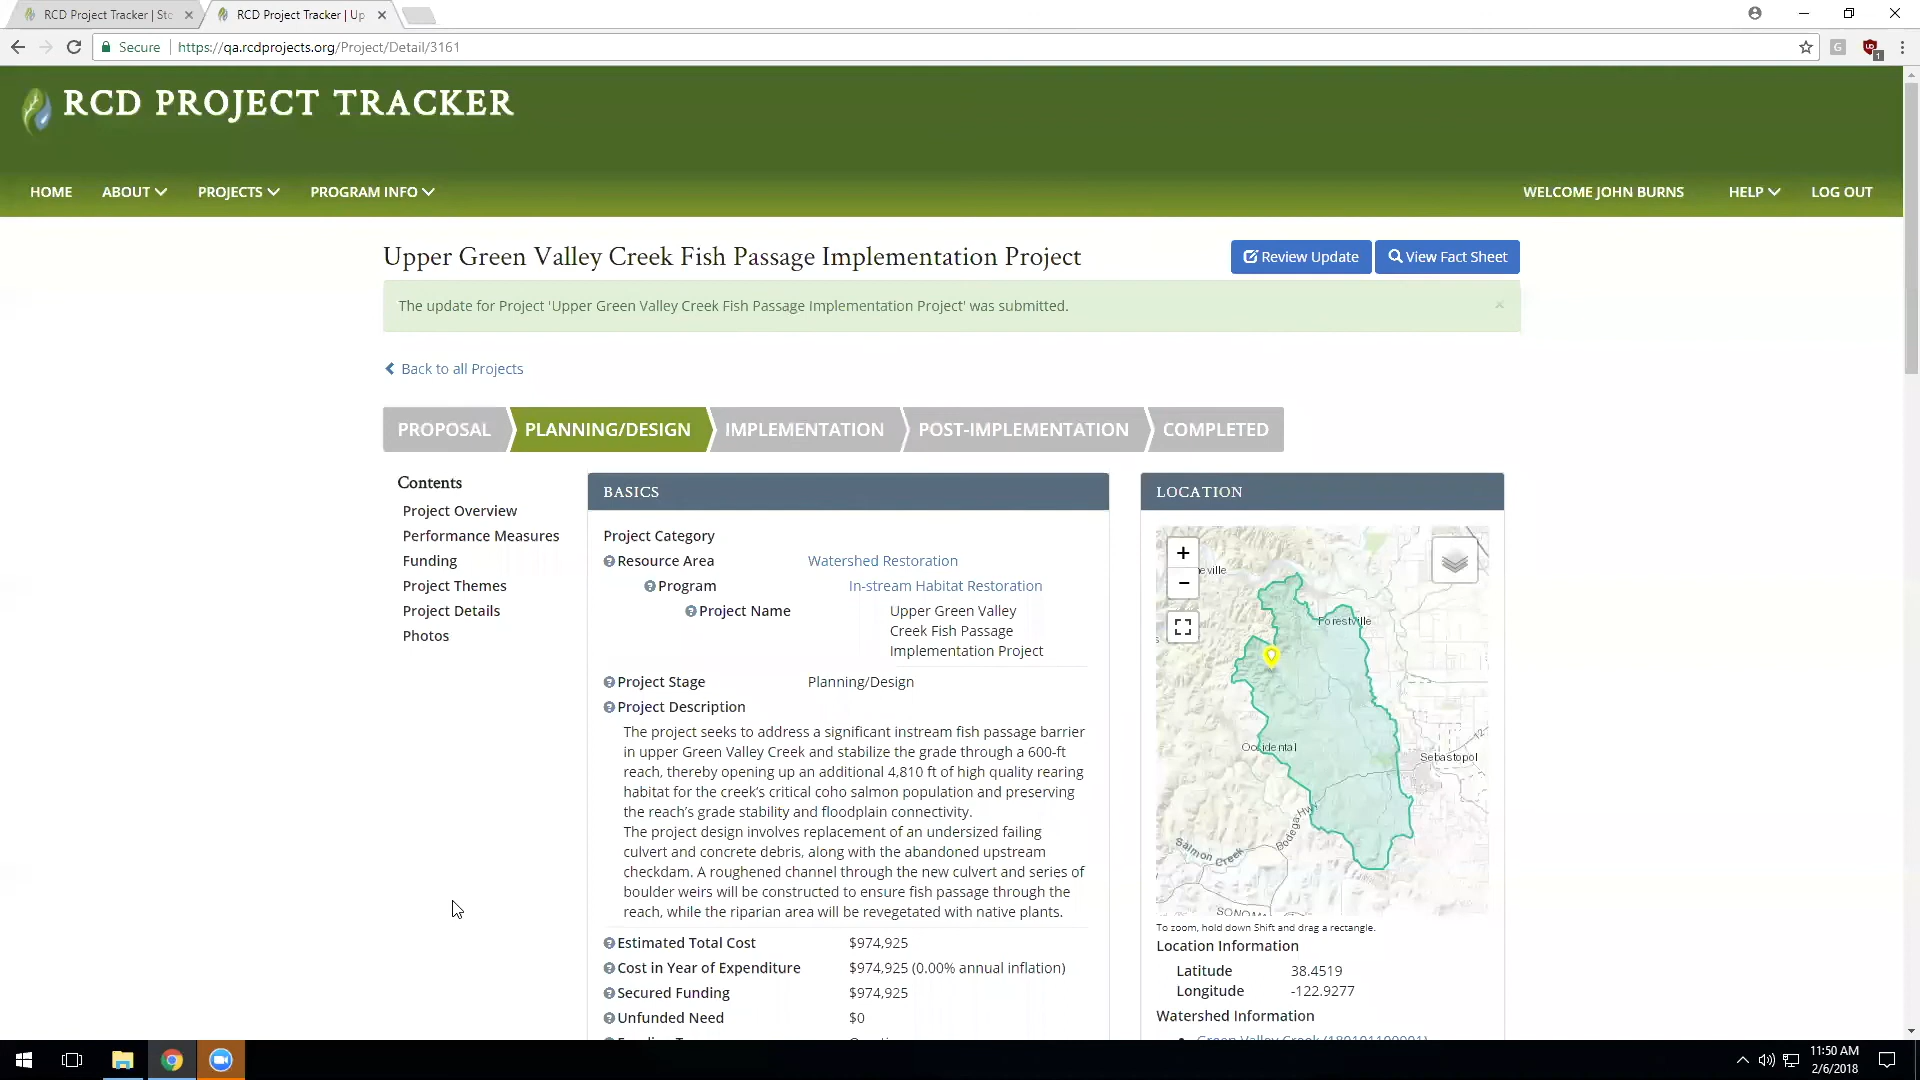 RCD Project Tracker | Sto
RCD Project Tracker | Up
Secure
https://qa.rcdprojects.org/Project/Detail/3161
G
1
RCD PROJECT TRACKER
HOME
ABOUT
PROJECTS
PROGRAM INFO
WELCOME JOHN BURNS
HELP
LOG OUT
Upper Green Valley Creek Fish Passage Implementation Project
Review Update
View Fact Sheet
The update for Project 'Upper Green Valley Creek Fish Passage Implementation Project' was submitted.
×
Back to all Projects
PROPOSAL
PLANNING/DESIGN
IMPLEMENTATION
POST-IMPLEMENTATION
COMPLETED
Contents
Project Overview
Performance Measures
Funding
Project Themes
Project Details
Photos
BASICS
Project Category
Resource Area
Watershed Restoration
Program
In-stream Habitat Restoration
Project Name
Upper Green Valley
Creek Fish Passage
Implementation Project
Project Stage
Planning/Design
Project Description
The project seeks to address a significant instream fish passage barrier
in upper Green Valley Creek and stabilize the grade through a 600-ft
reach, thereby opening up an additional 4,810 ft of high quality rearing
habitat for the creek's critical coho salmon population and preserving
the reach's grade stability and floodplain connectivity.
The project design involves replacement of an undersized failing
culvert and concrete debris, along with the abandoned upstream
checkdam. A roughened channel through the new culvert and series of
boulder weirs will be constructed to ensure fish passage through the
reach, while the riparian area will be revegetated with native plants.
Estimated Total Cost
$974,925
Cost in Year of Expenditure
$974,925 (0.00% annual inflation)
Secured Funding
$974,925
Unfunded Need
$0
LOCATION
+
−
Forestville
Occidental
Sebastopol
Bodega Hwy
Salmon Creek
SONOMA
To zoom, hold down Shift and drag a rectangle.
Location Information
Latitude
38.4519
Longitude
-122.9277
Watershed Information
11:50 AM
2/6/2018